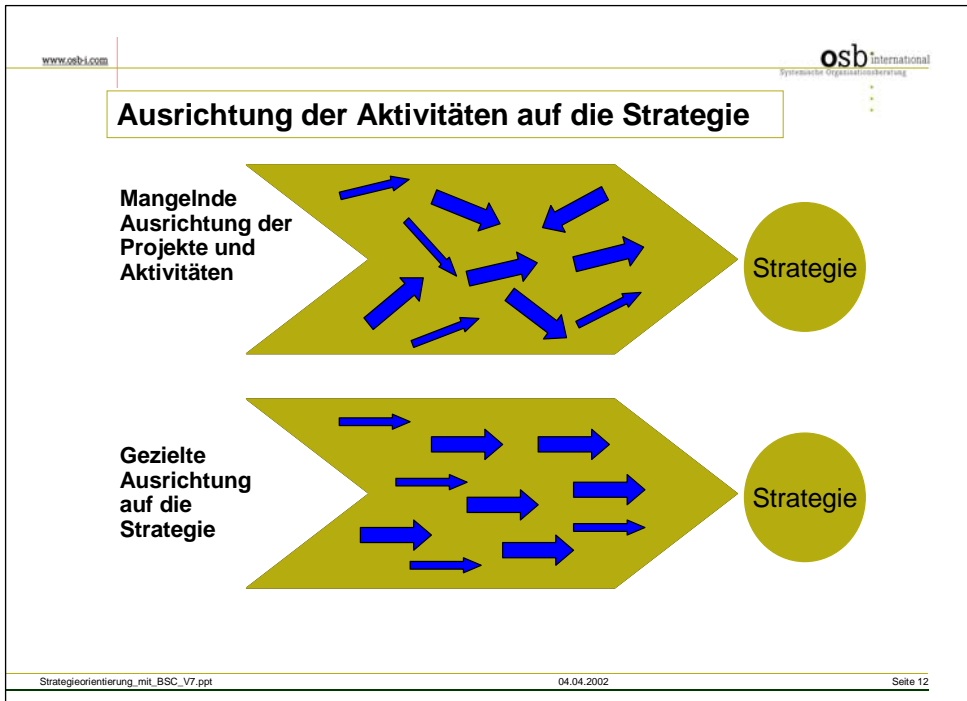 www.osb-i.com
osb international
Systemische Organisationsberatung
Ausrichtung der Aktivitäten auf die Strategie
Mangelnde
Ausrichtung der
Projekte und
Aktivitäten
Strategie
Gezielte
Ausrichtung
auf die
Strategie
Strategie
Strategieorientierung_mit_BSC_V7.ppt 04.04.2002 Seite 12